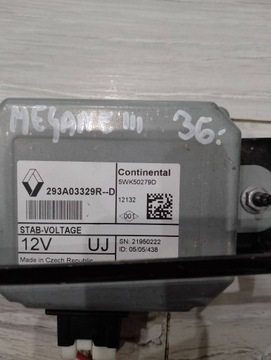 MEGANE III 36:
Continental
5WK50279D
293A03329R--D
12132
<00>
STAB-VOLTAGE
12V UJ
SN: 21950222
ID: 05/05/438
Made in Czech Republic